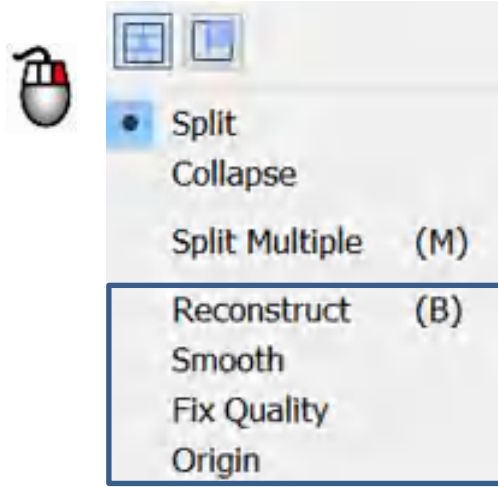 Split
Collapse
Split Multiple (M)
Reconstruct (B)
Smooth
Fix Quality
Origin